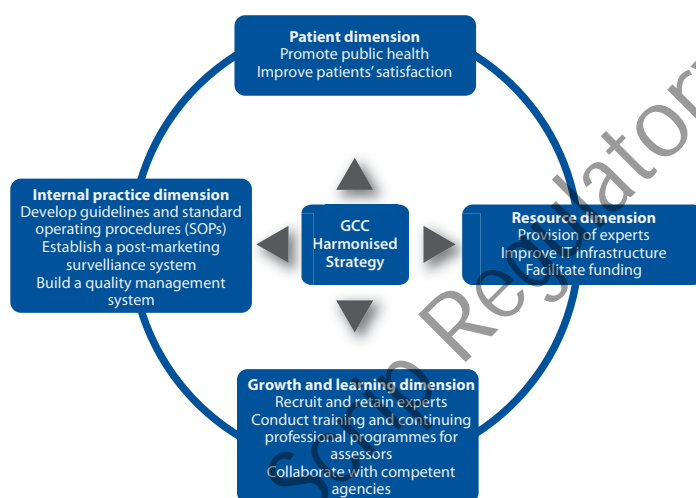 Patient dimension
Promote public health
Improve patients' satisfaction
Internal practice dimension
Develop guidelines and standard
operating procedures (SOPs)
Establish a post-marketing
survelliance system
Build a quality management
system
GCC
Harmonised
Strategy
Resource dimension
Provision of experts
Improve IT infrastructure
Facilitate funding
Growth and learning dimension
Recruit and retain experts
Conduct training and continuing
professional programmes for
assessors
Collaborate with competent
agencies
Scrip Regulatory